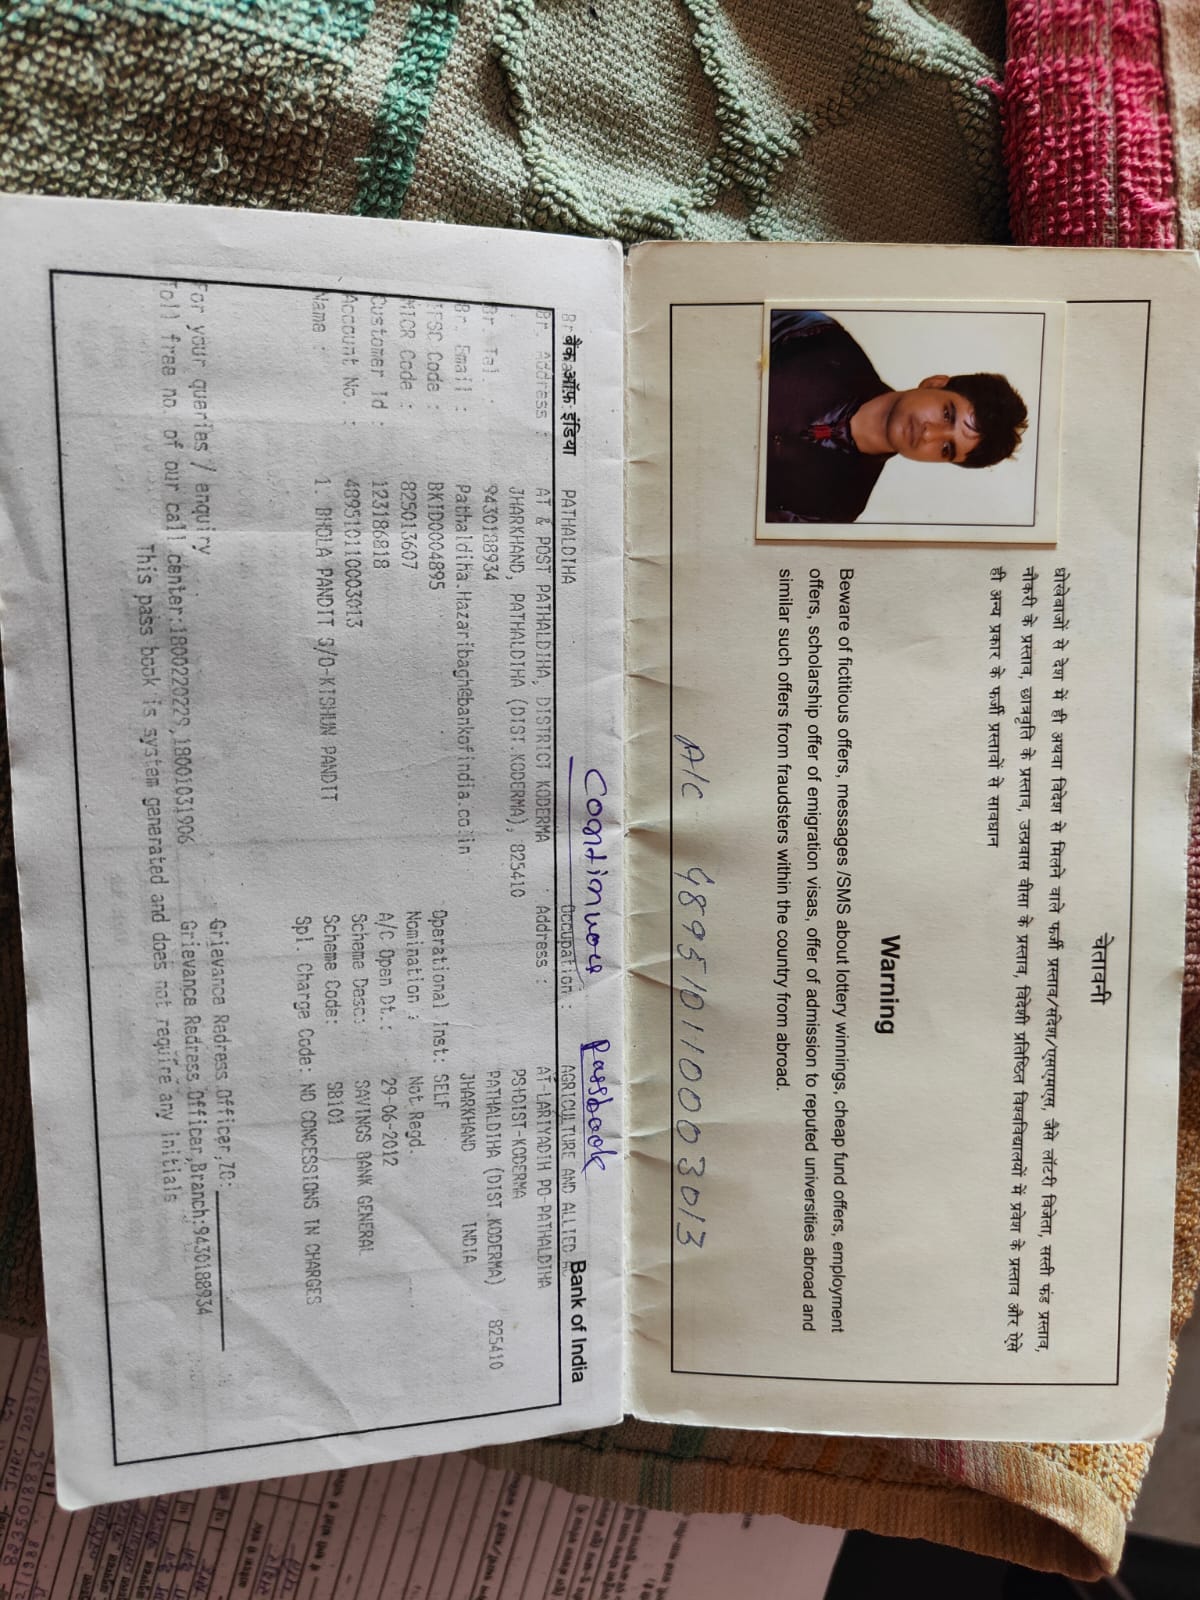 चेतावनी
धोखेबाजों से देश में ही अथवा विदेश से मिलने वाले फर्जी प्रस्ताव/संदेश/एसएमएस, जैसे लॉटरी विजेता, सस्ती फंड प्रस्ताव,
नौकरी के प्रस्ताव, छात्रवृति के प्रस्ताव, उत्प्रवास वीसा के प्रस्ताव, विदेशी प्रतिष्ठित विश्वविद्यालयों में प्रवेश के प्रस्ताव और ऐसे
ही अन्य प्रकार के फर्जी प्रस्तावों से सावधान
Warning
Beware of fictitious offers, messages /SMS about lottery winnings, cheap fund offers, employment
offers, scholarship offer of emigration visas, offer of admission to reputed universities abroad and
similar such offers from fraudsters within the country from abroad.
A/C 489510110003013
Continuous Passbook
बैंक ऑफ़ इंडिया Bank of India
PATHALDIHA Occupation : AGRICULTURE AND ALLIED
Br. Address : AT & POST PATHALDIHA, DISTRICT KODERMA Address : AT-LARIYADIH PO-PATHALDIHA
JHARKHAND, PATHALDIHA (DIST.KODERMA), 825410 PS+DIST-KODERMA
Br Tel. : 9430188934 PATHALDIHA (DIST.KODERMA) 825410
Br. Email : Pathaldiha.Hazaribagh@bankofindia.co.in JHARKHAND INDIA
IFSC Code : BKID0004895 Operational Inst: SELF
MICR Code : 825013607 Nomination : Not Regd.
Customer Id : 123186818 A/C Open Dt.: 29-06-2012
Account No. : 489510110003013 Scheme Desc: SAVINGS BANK GENERAL
Name : 1. BHOLA PANDIT S/O-KISHUN PANDIT Scheme Code: SB101
Spl. Charge Code: NO CONCESSIONS IN CHARGES
For your queries / enquiry Grievance Redress Officer,ZO:
Toll free no. of our call center:1800220229,18001031906 Grievance Redress Officer,Branch:9430188934
This pass book is system generated and does not require any initials